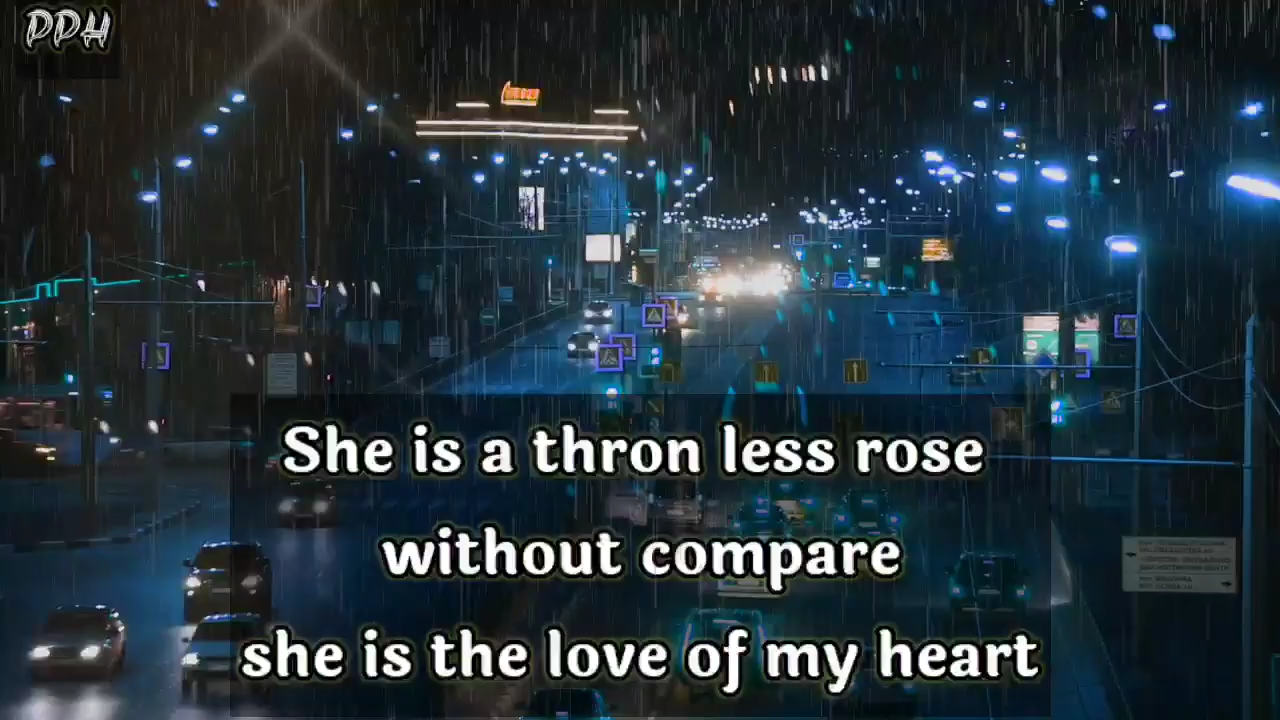 PPH
She is a thron less rose
without compare
she is the love of my heart